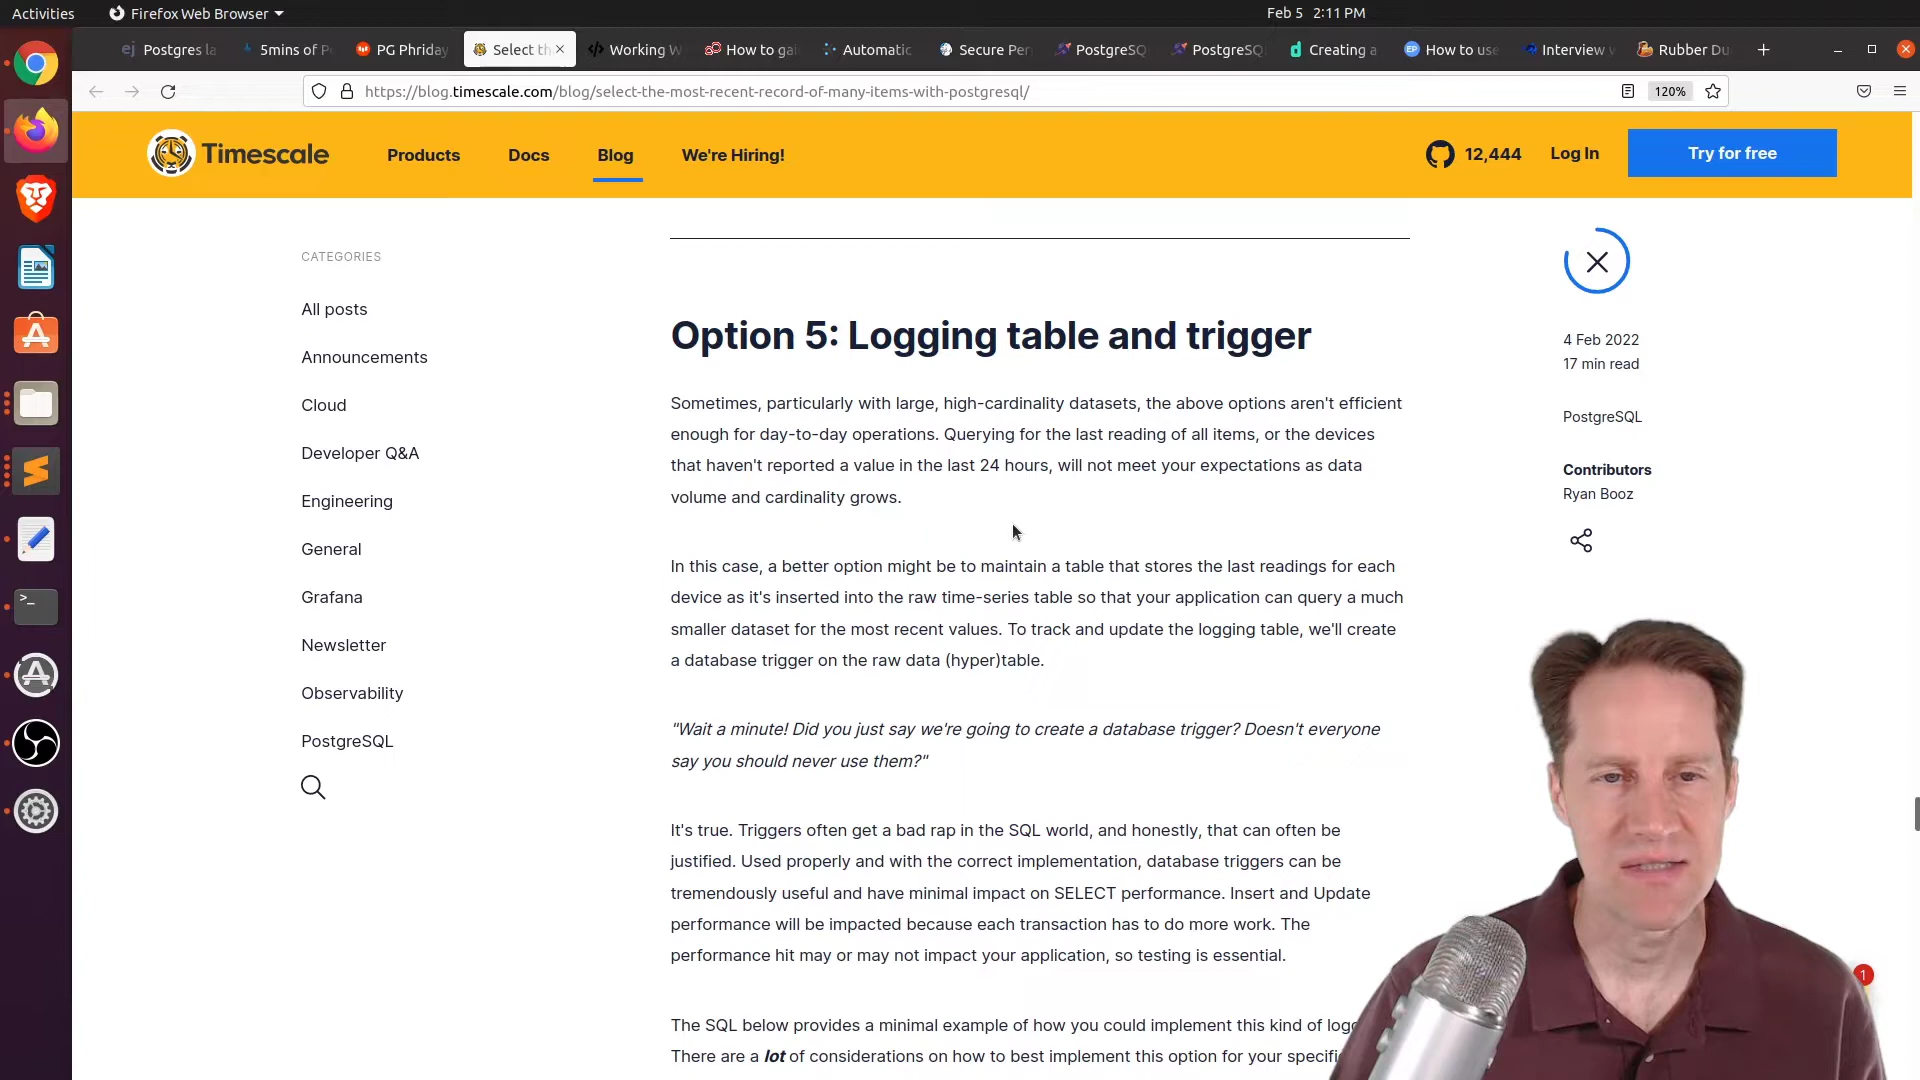 Activities
Firefox Web Browser
Feb 5 2:11 PM
Postgres la
5mins of P
PG Phriday
Select th
Working W
How to gai
Automatic
Secure Per
PostgreSQ
PostgreSQL
Creating a
How to use
Interview w
Rubber Du
https://blog.timescale.com/blog/select-the-most-recent-record-of-many-items-with-postgresql/
120%
Timescale
Products
Docs
Blog
We're Hiring!
12,444
Log In
Try for free
CATEGORIES
All posts
Announcements
Cloud
Developer Q&A
Engineering
General
Grafana
Newsletter
Observability
PostgreSQL
Option 5: Logging table and trigger
Sometimes, particularly with large, high-cardinality datasets, the above options aren't efficient
enough for day-to-day operations. Querying for the last reading of all items, or the devices
that haven't reported a value in the last 24 hours, will not meet your expectations as data
volume and cardinality grows.
In this case, a better option might be to maintain a table that stores the last readings for each
device as it's inserted into the raw time-series table so that your application can query a much
smaller dataset for the most recent values. To track and update the logging table, we'll create
a database trigger on the raw data (hyper)table.
"Wait a minute! Did you just say we're going to create a database trigger? Doesn't everyone
say you should never use them?"
It's true. Triggers often get a bad rap in the SQL world, and honestly, that can often be
justified. Used properly and with the correct implementation, database triggers can be
tremendously useful and have minimal impact on SELECT performance. Insert and Update
performance will be impacted because each transaction has to do more work. The
performance hit may or may not impact your application, so testing is essential.
The SQL below provides a minimal example of how you could implement this kind of logg
There are a lot of considerations on how to best implement this option for your specifi
4 Feb 2022
17 min read
PostgreSQL
Contributors
Ryan Booz
1